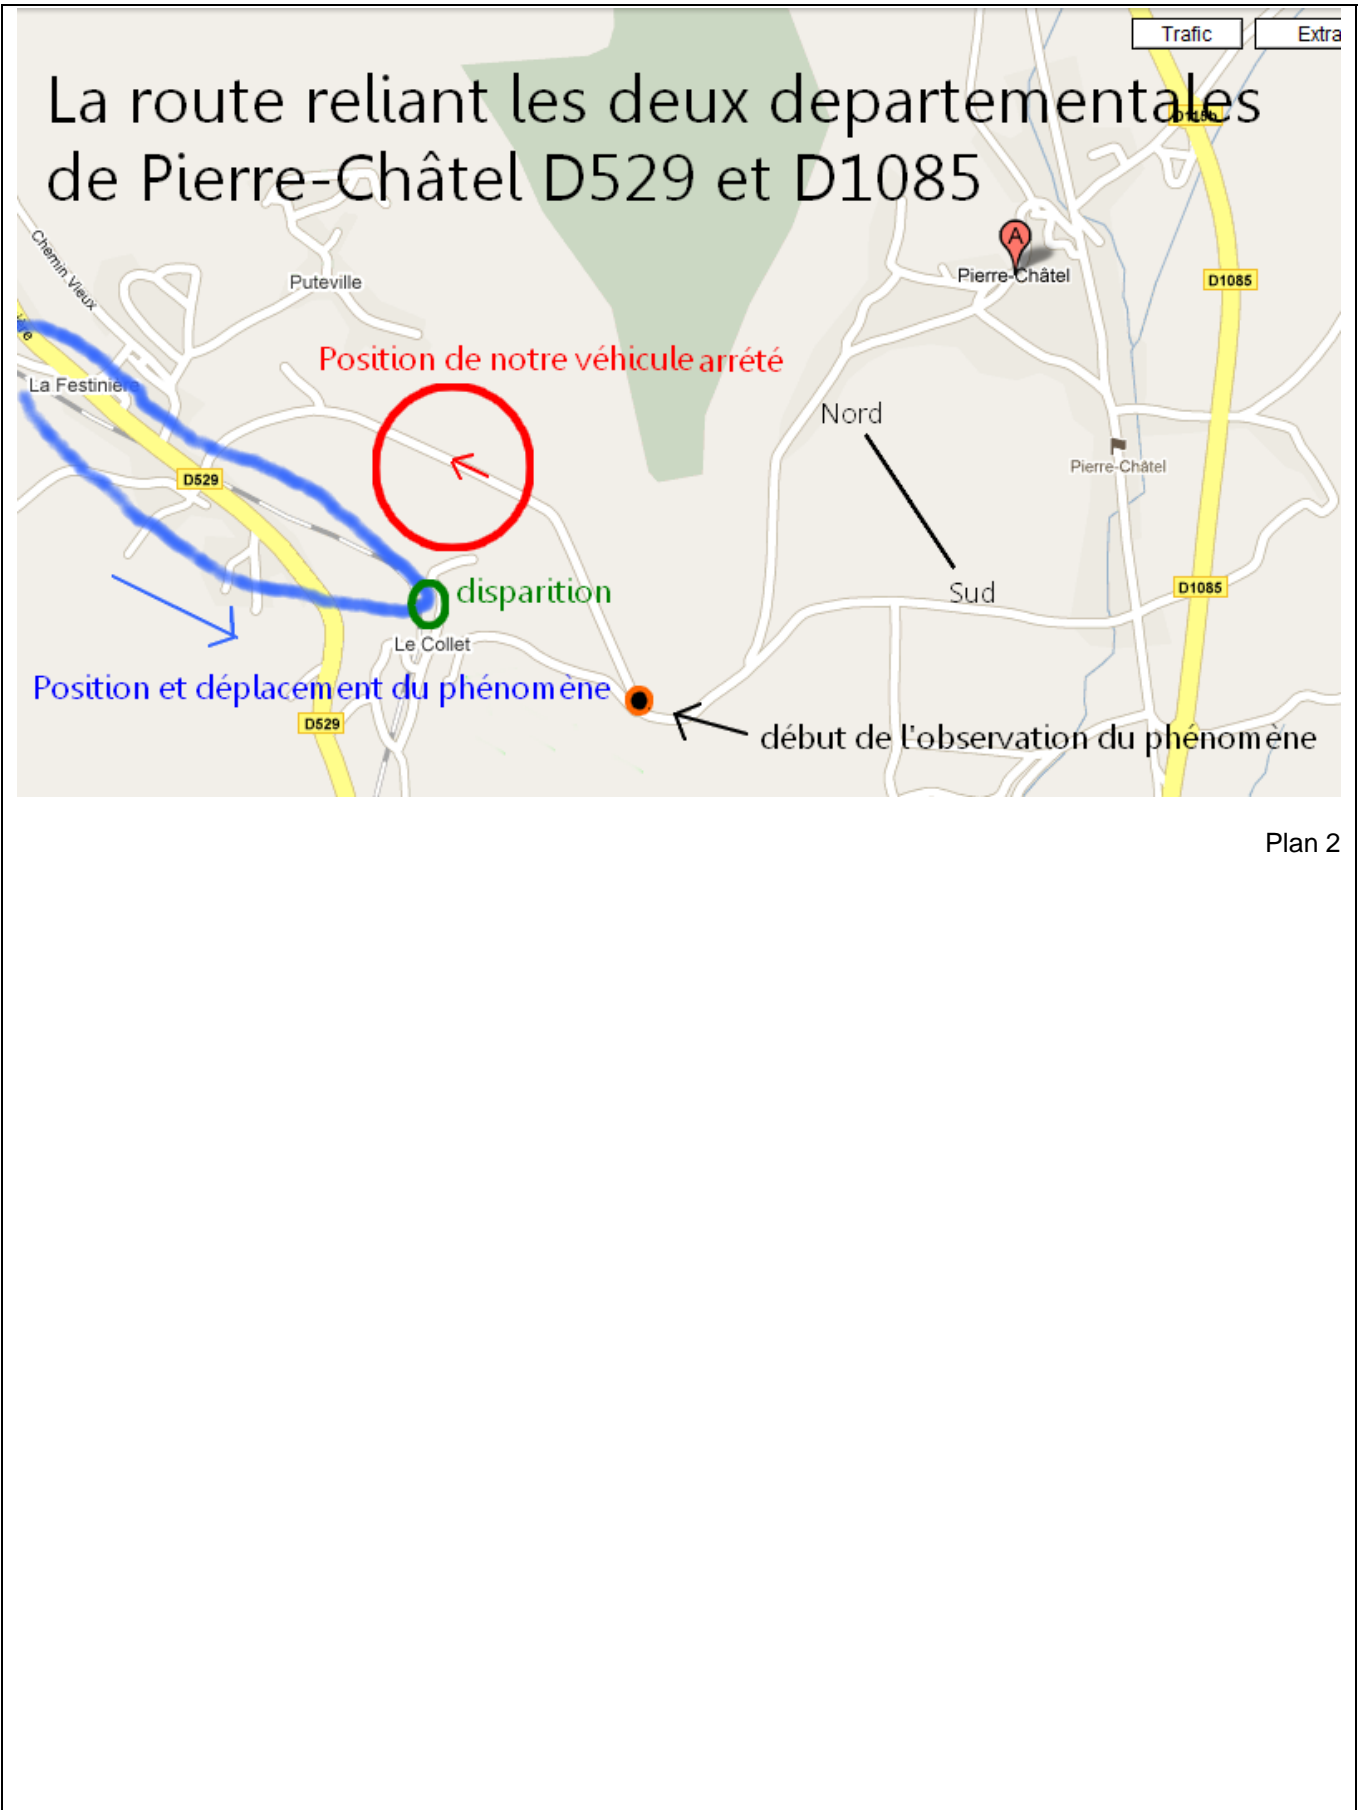 Trafic
Extra
La route reliant les deux departementales
de Pierre-Châtel D529 et D1085
D115b
Chemin Vieux
Puteville
Pierre-Châtel
D1085
Position de notre véhicule arrété
La Festinière
Nord
D529
Pierre-Châtel
disparition
Sud
D1085
Le Collet
Position et déplacement du phénomène
D529
début de l'observation du phénomène
A
Plan 2